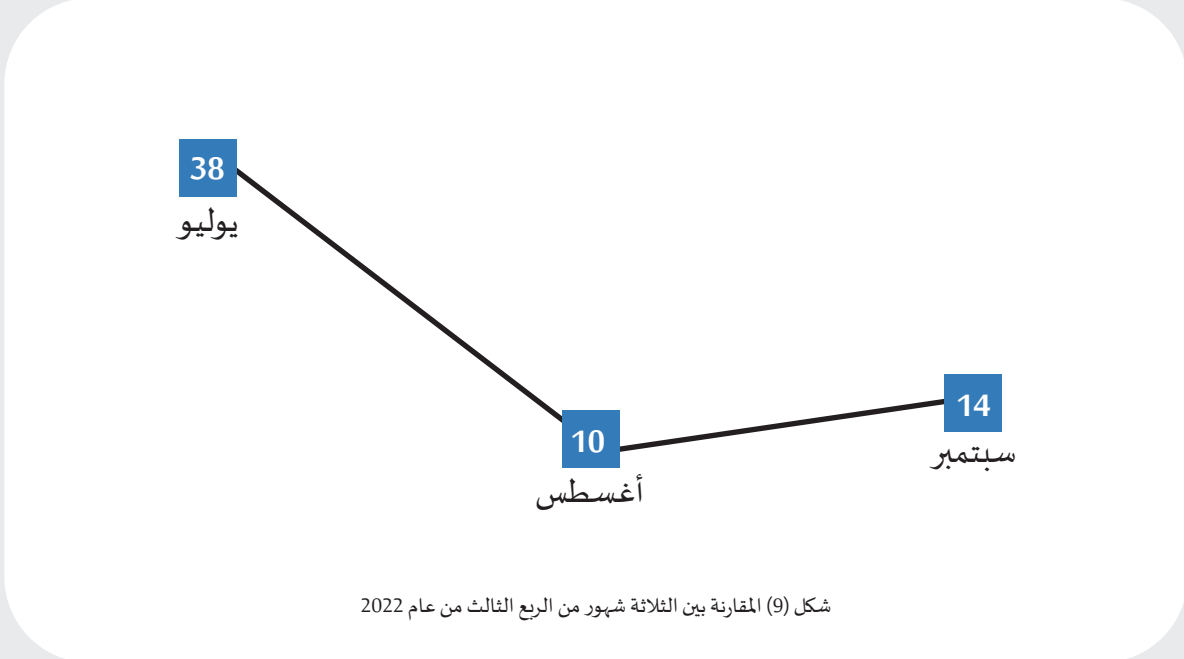 38
يوليو
10
أغسطس
14
سبتمبر
شكل (9) المقارنة بين الثلاثة شهور من الربع الثالث من عام 2022